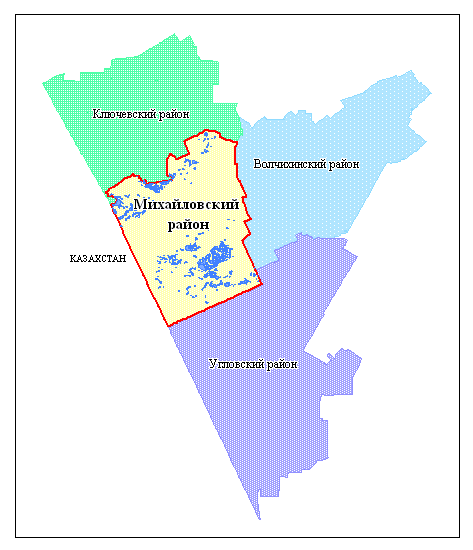 Ключевский район
Волчихинский район
Михайловский
район
КАЗАХСТАН
Угловский район